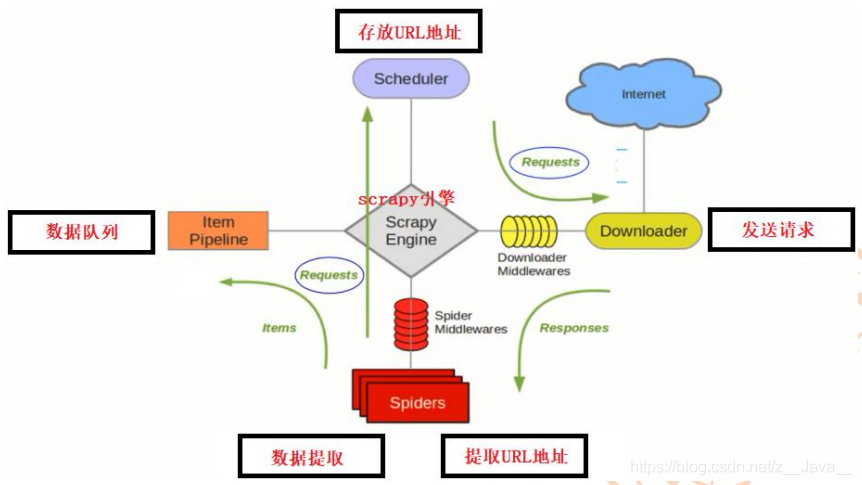 存放URL地址
Scheduler
Internet
Requests
scrapy引擎
数据队列
Item
Pipeline
Scrapy
Engine
Downloader
发送请求
Downloader
Middlewares
Requests
Spider
Middlewares
Items
Responses
Spiders
数据提取
提取URL地址
https://blog.csdn.net/z__Java__